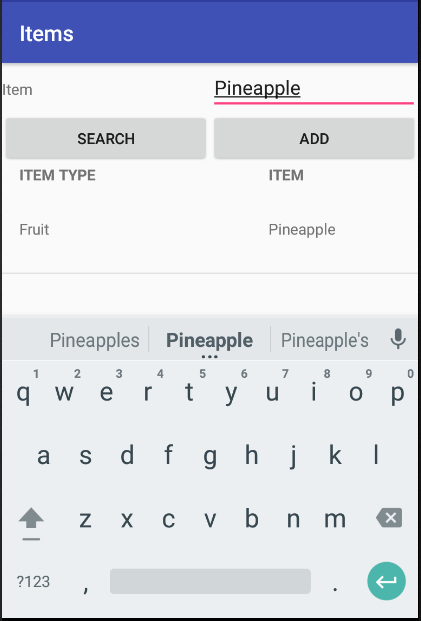 Items
Item Pineapple
SEARCH ADD
ITEM TYPE ITEM
Fruit Pineapple
Pineapples Pineapple Pineapple's
1 2 3 4 5 6 7 8 9 0
q w e r t y u i o p
a s d f g h j k l
z x c v b n m
?123 , .